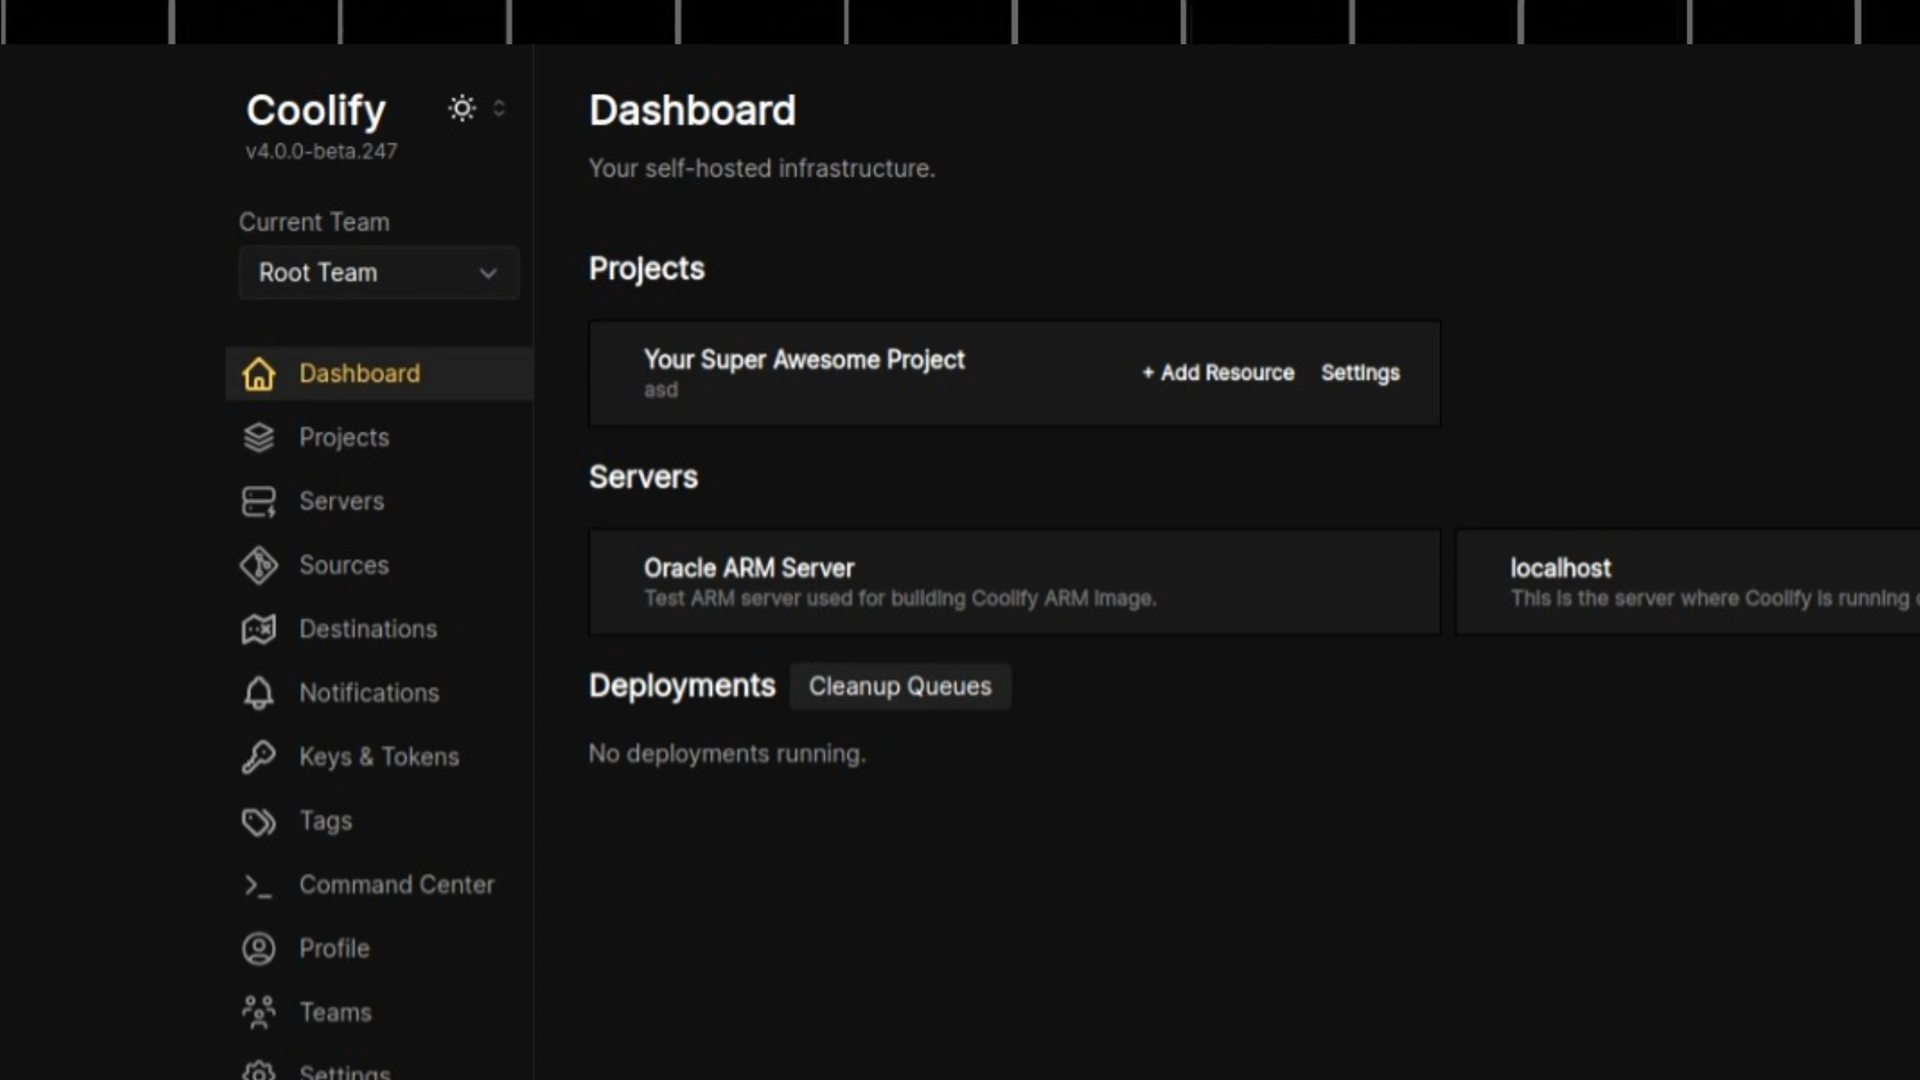 Coolify
v4.0.0-beta.247
Current Team
Root Team
Dashboard
Projects
Servers
Sources
Destinations
Notifications
Keys & Tokens
Tags
Command Center
Profile
Teams
Settings
Dashboard
Your self-hosted infrastructure.
Projects
Your Super Awesome Project
asd
+ Add Resource Settings
Servers
Oracle ARM Server
Test ARM server used for building Coolify ARM image.
localhost
This is the server where Coolify is running
Deployments Cleanup Queues
No deployments running.